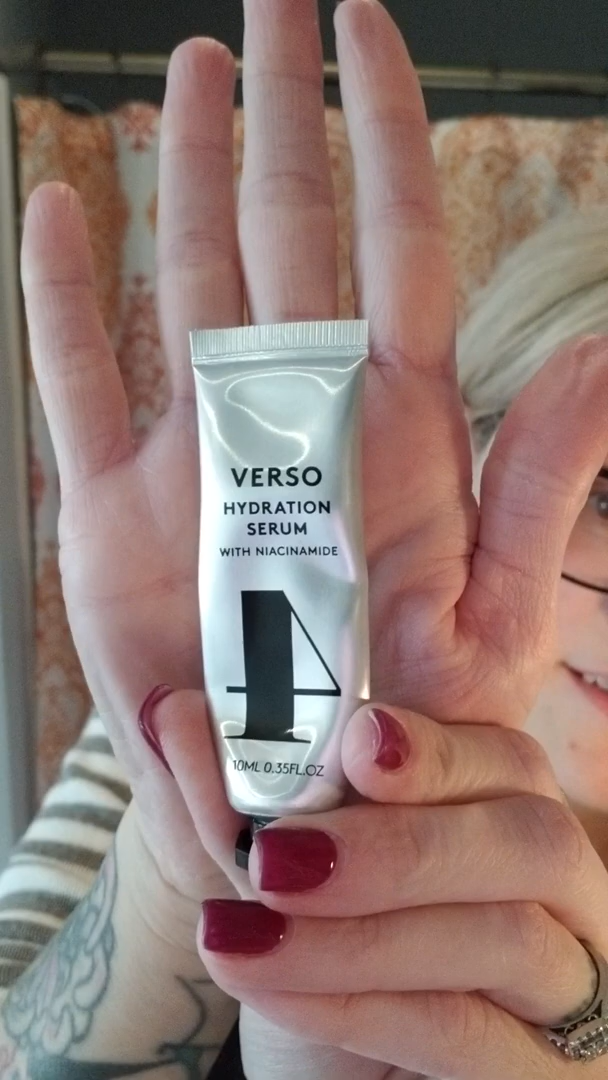 VERSO
HYDRATION
SERUM
WITH NIACINAMIDE
4
10ML 0.35FL.OZ